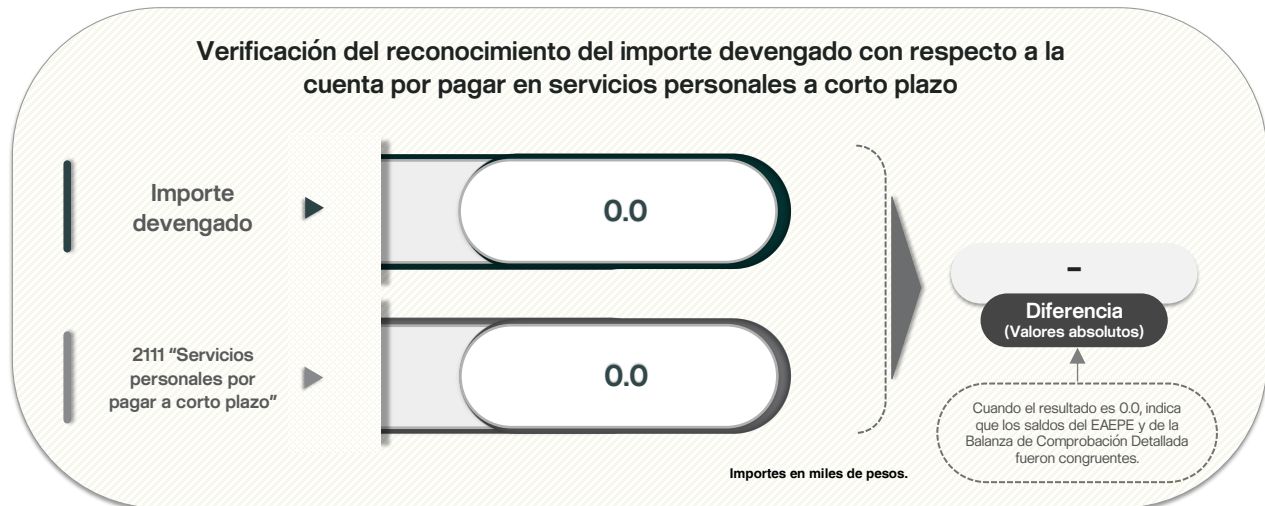 Verificación del reconocimiento del importe devengado con respecto a la
cuenta por pagar en servicios personales a corto plazo
Importe
devengado
0.0
2111 “Servicios
personales por
pagar a corto plazo”
0.0
-
Diferencia
(Valores absolutos)
Cuando el resultado es 0.0, indica
que los saldos del EAEPE y de la
Balanza de Comprobación Detallada
fueron congruentes.
Importes en miles de pesos.